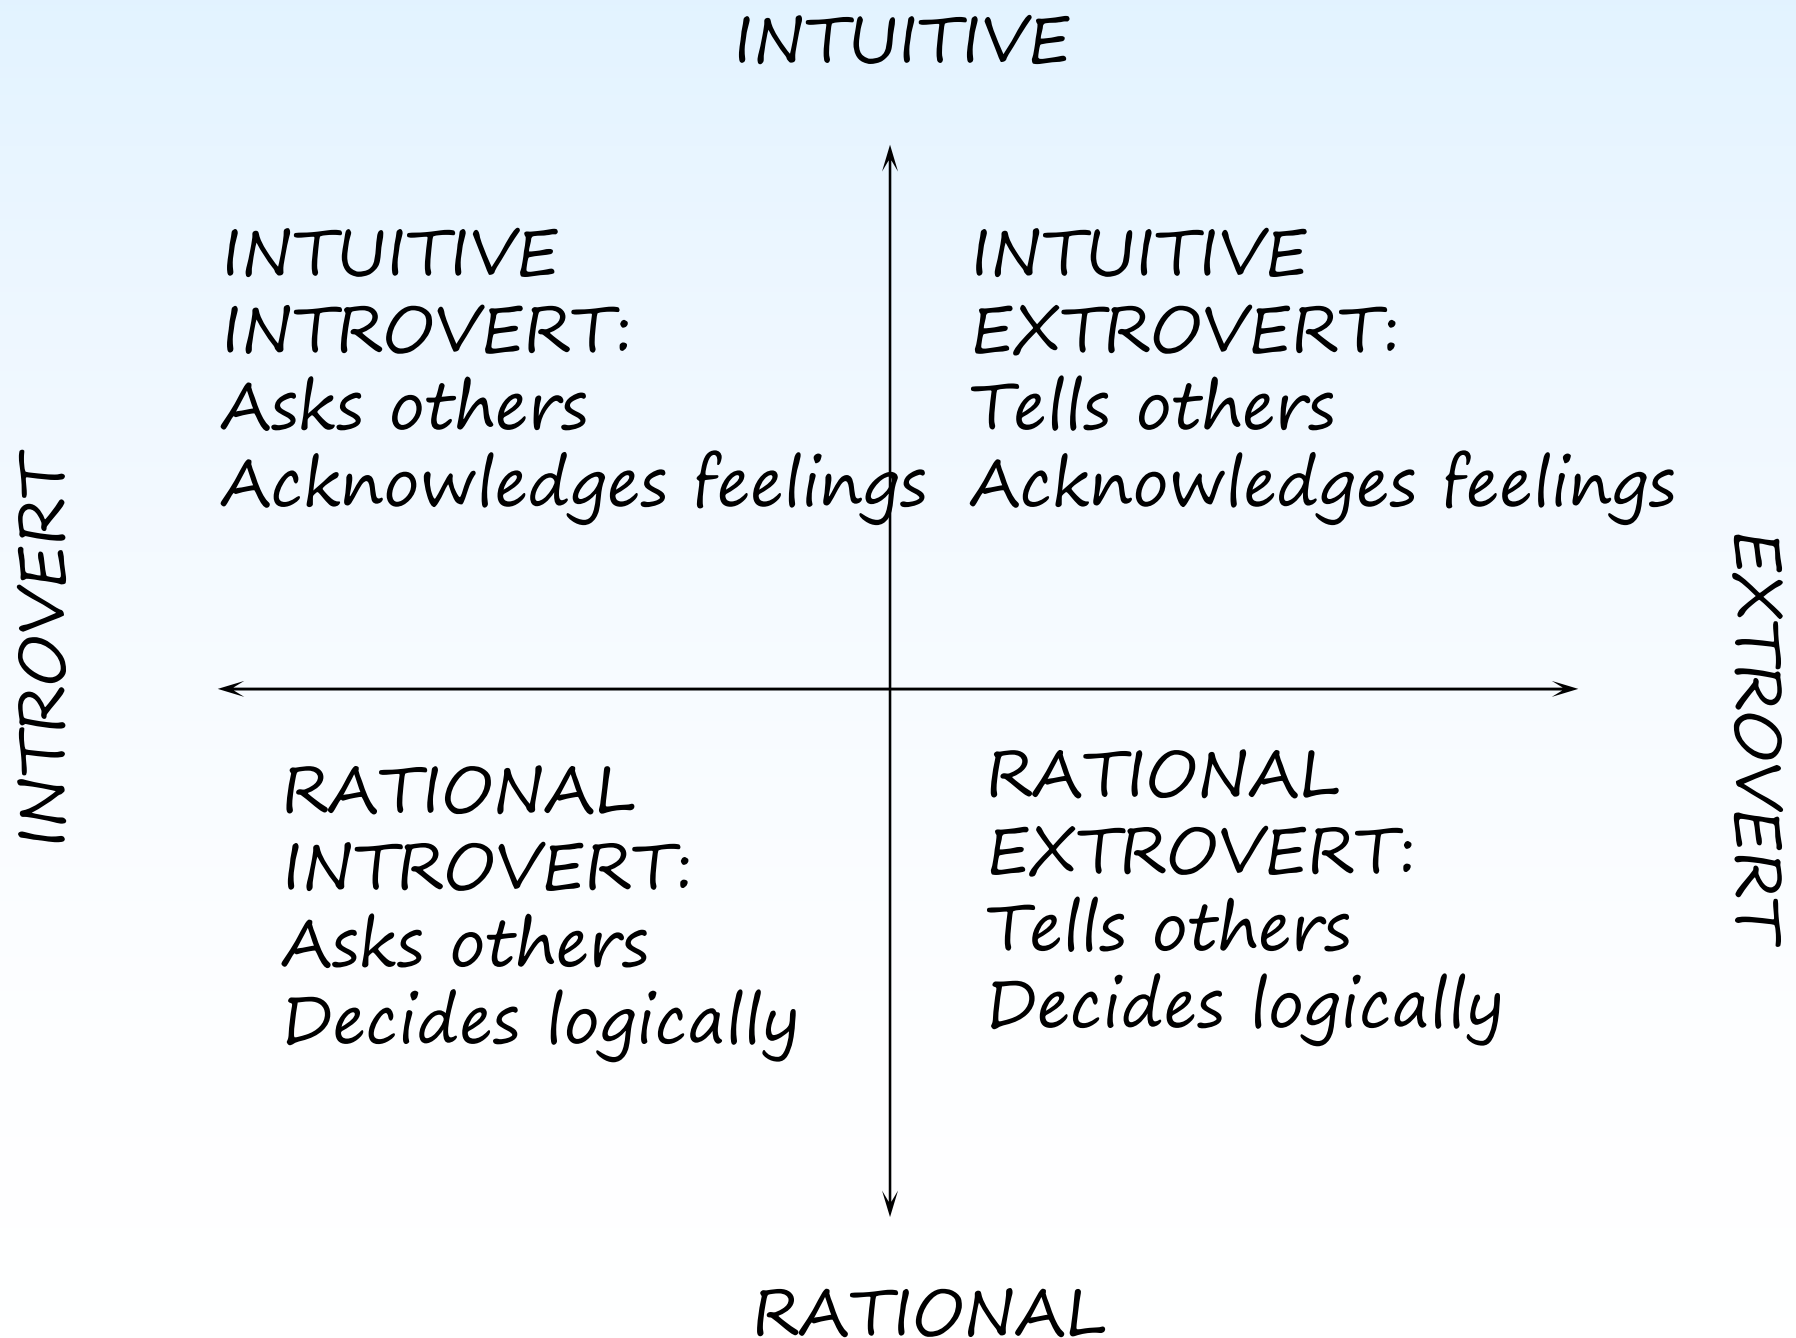 INTUITIVE
INTUITIVE
INTROVERT:
Asks others
Acknowledges feelings
INTUITIVE
EXTROVERT:
Tells others
Acknowledges feelings
INTROVERT
EXTROVERT
RATIONAL
INTROVERT:
Asks others
Decides logically
RATIONAL
EXTROVERT:
Tells others
Decides logically
RATIONAL